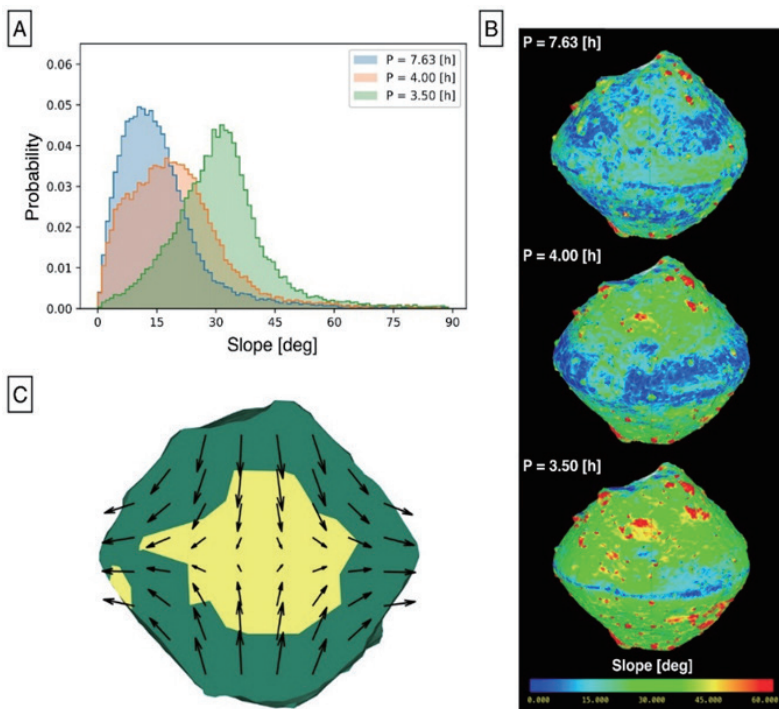 A
P = 7.63 [h]
P = 4.00 [h]
P = 3.50 [h]
0.06
0.05
0.04
0.03
0.02
0.01
0.00
Probability
0 15 30 45 60 75 90
Slope [deg]
B
P = 7.63 [h]
P = 4.00 [h]
P = 3.50 [h]
Slope [deg]
0.000 15.000 30.000 45.000 60.000
C